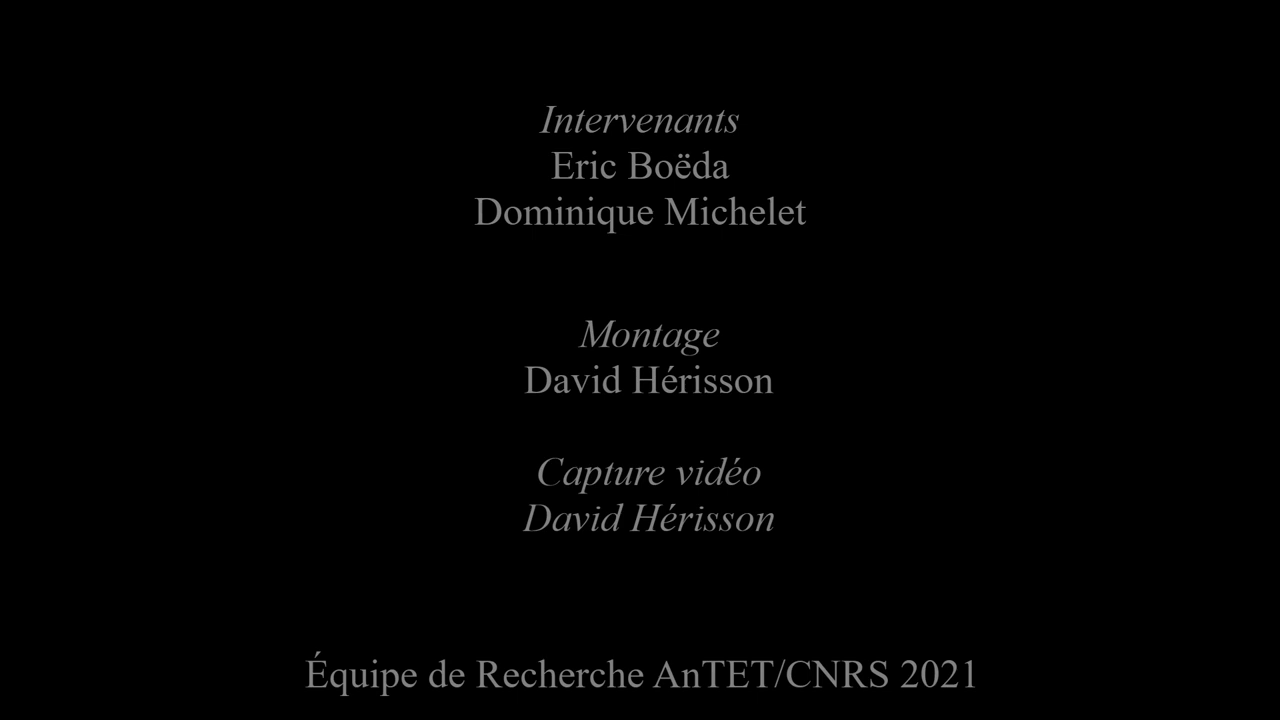 Intervenants
Eric Boëda
Dominique Michelet
Montage
David Hérisson
Capture vidéo
David Hérisson
Équipe de Recherche AnTET/CNRS 2021